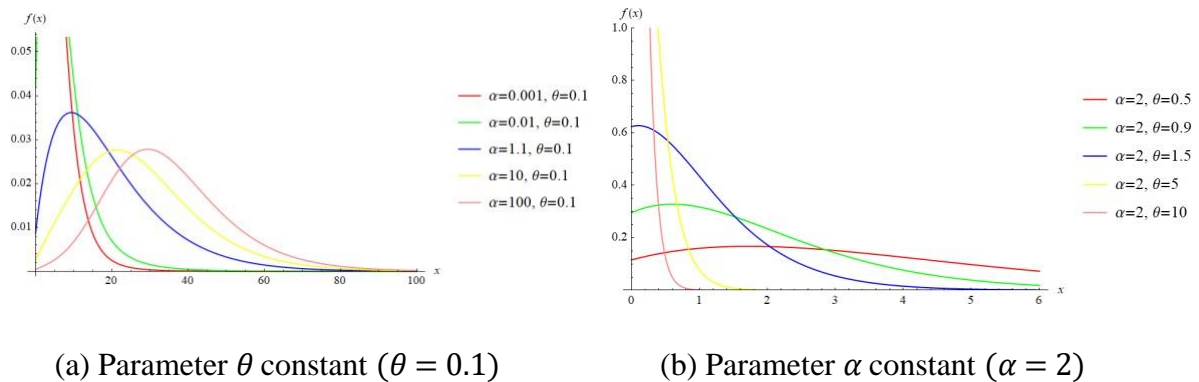 f(x)
0.05
0.04
0.03
0.02
0.01
20
40
60
80
100
x
α=0.001, θ=0.1
α=0.01, θ=0.1
α=1.1, θ=0.1
α=10, θ=0.1
α=100, θ=0.1
f(x)
1.0
0.8
0.6
0.4
0.2
0
1
2
3
4
5
6
x
α=2, θ=0.5
α=2, θ=0.9
α=2, θ=1.5
α=2, θ=5
α=2, θ=10
(a) Parameter θ constant (θ = 0.1)
(b) Parameter α constant (α = 2)